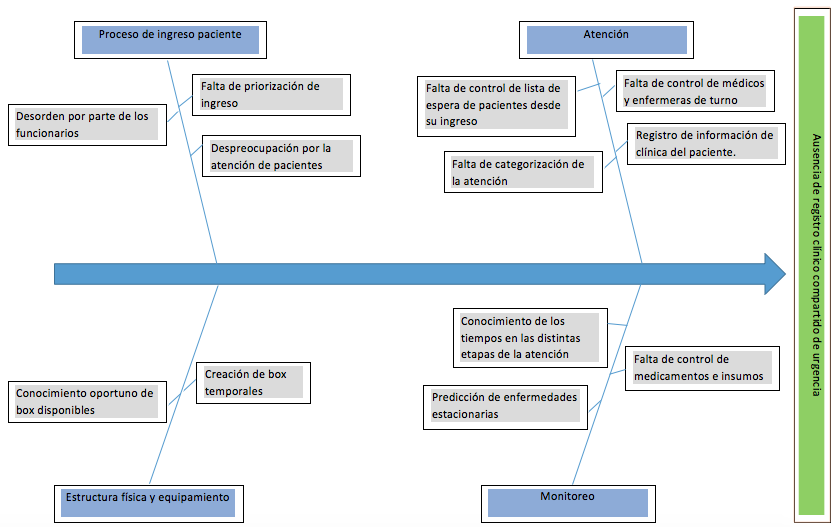 Proceso de ingreso paciente
Atención
Falta de priorización de
ingreso
Desorden por parte de los
funcionarios
Despreocupación por la
atención de pacientes
Falta de control de lista de
espera de pacientes desde
su ingreso
Falta de control de médicos
y enfermeras de turno
Registro de información de
clínica del paciente.
Falta de categorización de
la atención
Ausencia de registro clínico compartido de urgencia
Conocimiento de los
tiempos en las distintas
etapas de la atención
Falta de control de
medicamentos e insumos
Creación de box
temporales
Conocimiento oportuno de
box disponibles
Predicción de enfermedades
estacionarias
Estructura física y equipamiento
Monitoreo